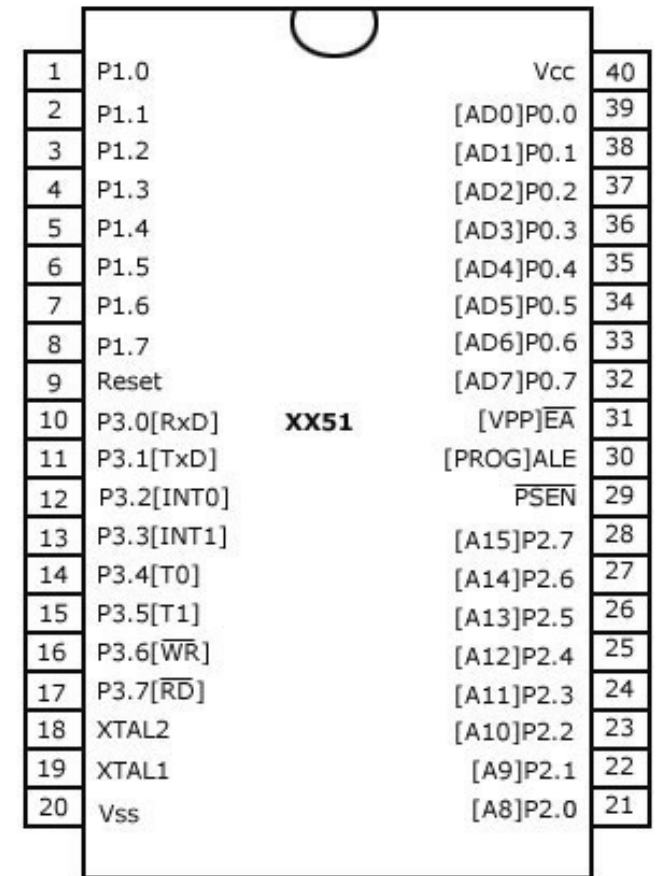 1 P1.0 Vcc 40
2 P1.1 [AD0]P0.0 39
3 P1.2 [AD1]P0.1 38
4 P1.3 [AD2]P0.2 37
5 P1.4 [AD3]P0.3 36
6 P1.5 [AD4]P0.4 35
7 P1.6 [AD5]P0.5 34
8 P1.7 [AD6]P0.6 33
9 Reset [AD7]P0.7 32
10 P3.0[RxD] XX51 [VPP]E̅A̅ 31
11 P3.1[TxD] [PROG]ALE 30
12 P3.2[INT0] P̅S̅E̅N̅ 29
13 P3.3[INT1] [A15]P2.7 28
14 P3.4[T0] [A14]P2.6 27
15 P3.5[T1] [A13]P2.5 26
16 P3.6[W̅R̅] [A12]P2.4 25
17 P3.7[R̅D̅] [A11]P2.3 24
18 XTAL2 [A10]P2.2 23
19 XTAL1 [A9]P2.1 22
20 Vss [A8]P2.0 21